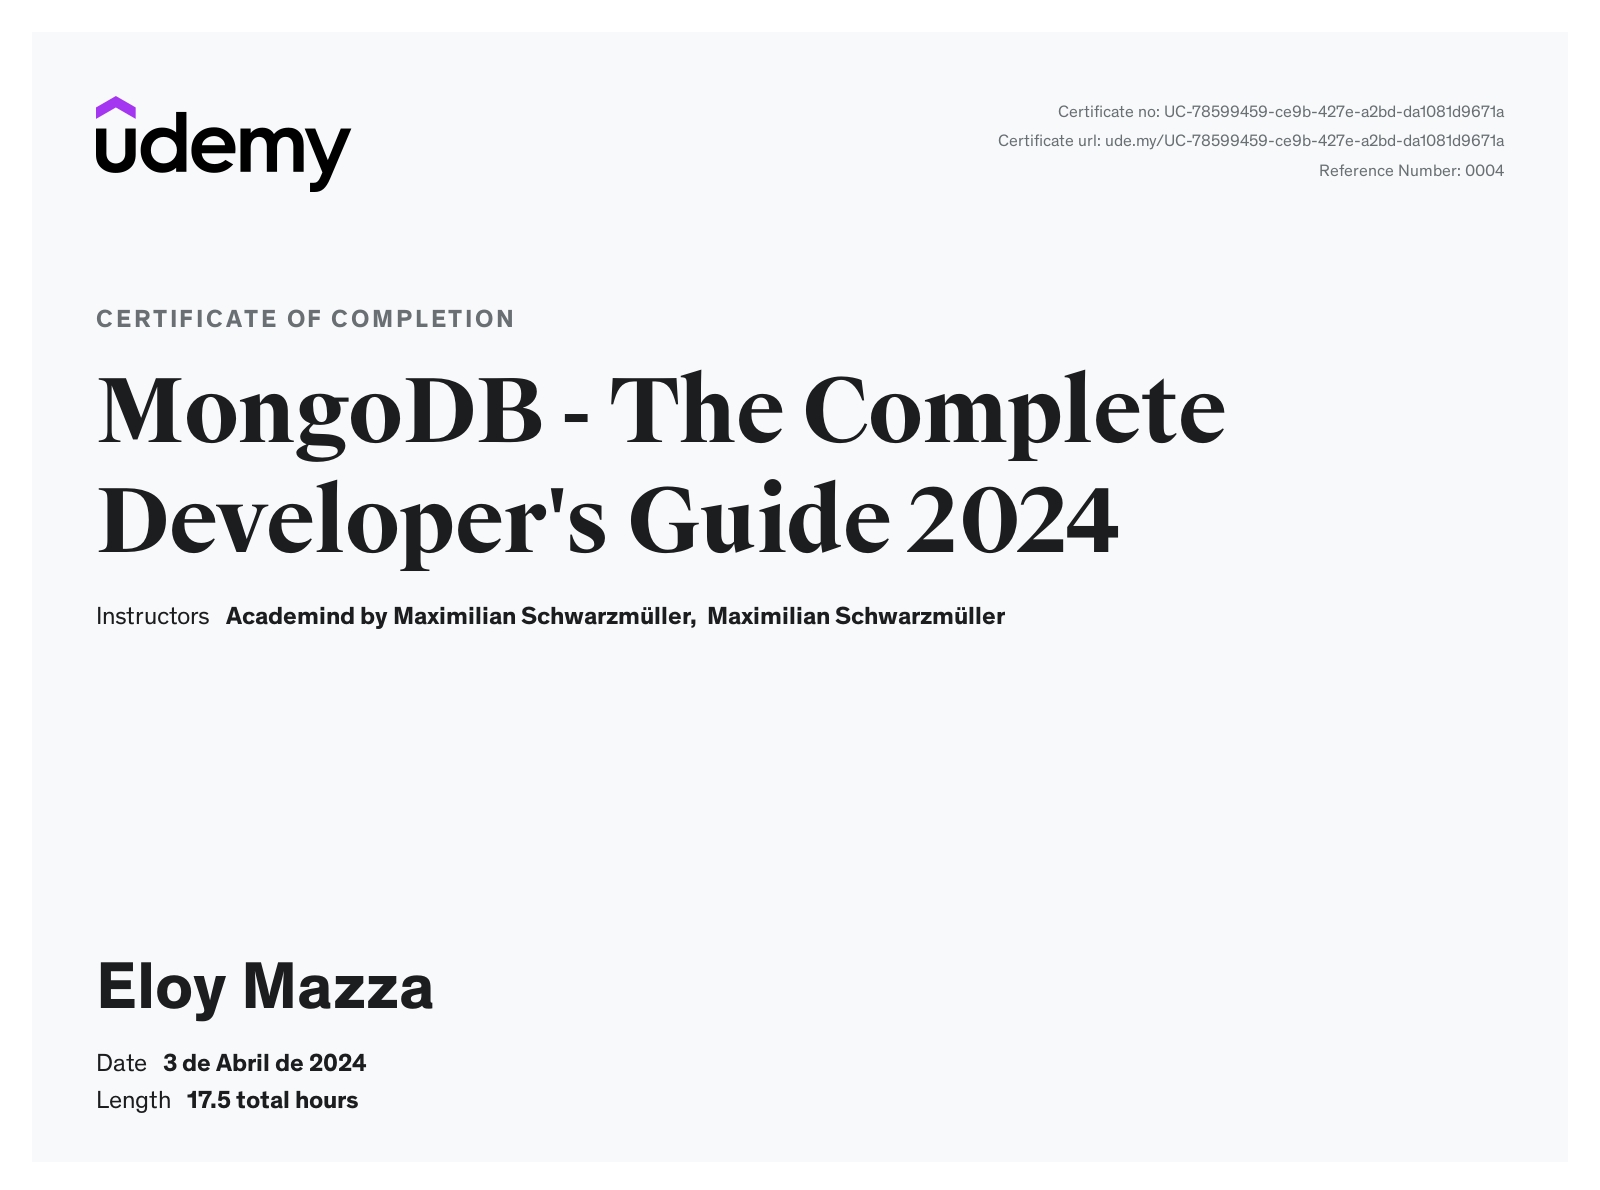 udemy
Certificate no: UC-78599459-ce9b-427e-a2bd-da1081d9671a
Certificate url: ude.my/UC-78599459-ce9b-427e-a2bd-da1081d9671a
Reference Number: 0004
CERTIFICATE OF COMPLETION
MongoDB - The Complete
Developer's Guide 2024
Instructors Academind by Maximilian Schwarzmüller, Maximilian Schwarzmüller
Eloy Mazza
Date 3 de Abril de 2024
Length 17.5 total hours